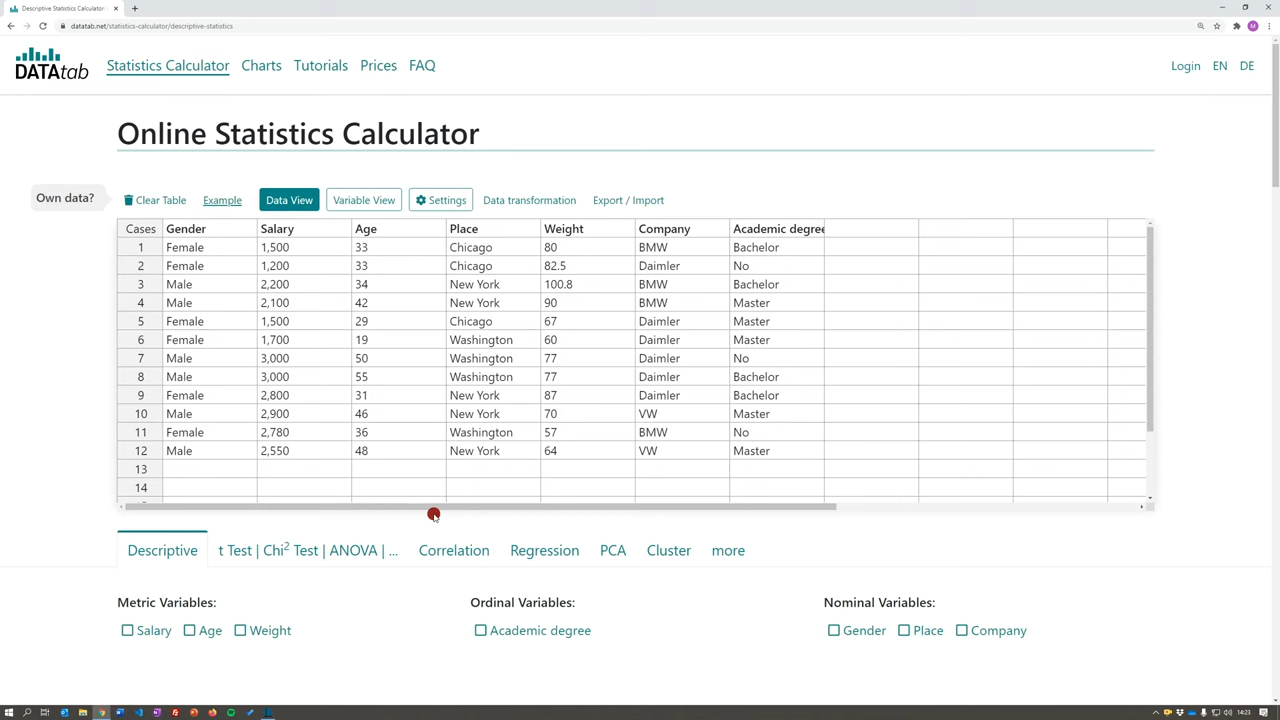 Descriptive Statistics Calculator
datatab.net/statistics-calculator/descriptive-statistics
DATAtab
Statistics Calculator Charts Tutorials Prices FAQ
Login EN DE
Online Statistics Calculator
Own data? Clear Table Example Data View Variable View Settings Data transformation Export / Import
Cases Gender Salary Age Place Weight Company Academic degree
1 Female 1,500 33 Chicago 80 BMW Bachelor
2 Female 1,200 33 Chicago 82.5 Daimler No
3 Male 2,200 34 New York 100.8 BMW Bachelor
4 Male 2,100 42 New York 90 BMW Master
5 Female 1,500 29 Chicago 67 Daimler Master
6 Female 1,700 19 Washington 60 Daimler Master
7 Male 3,000 50 Washington 77 Daimler No
8 Male 3,000 55 Washington 77 Daimler Bachelor
9 Female 2,800 31 New York 87 Daimler Bachelor
10 Male 2,900 46 New York 70 VW Master
11 Female 2,780 36 Washington 57 BMW No
12 Male 2,550 48 New York 64 VW Master
13
14
Descriptive t Test | Chi² Test | ANOVA | ... Correlation Regression PCA Cluster more
Metric Variables: Ordinal Variables: Nominal Variables:
Salary Age Weight Academic degree Gender Place Company
14:23